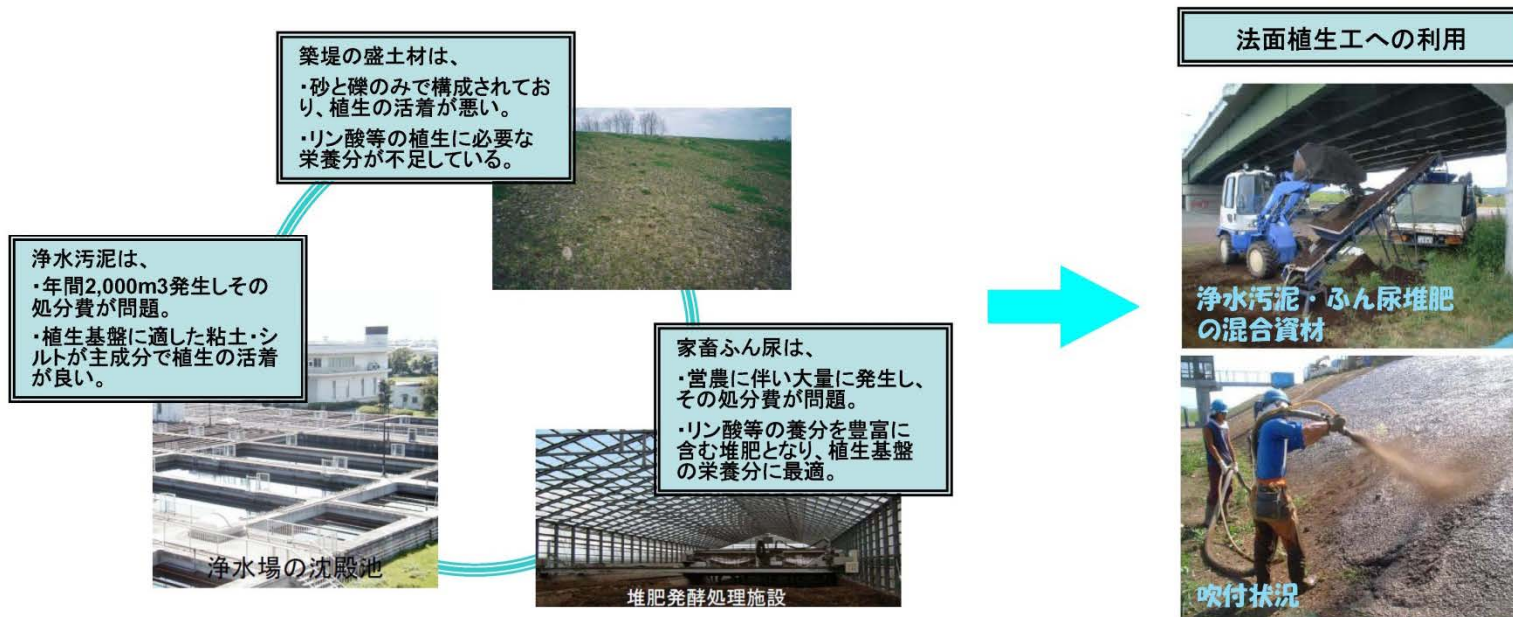 築堤の盛土材は、
・砂と礫のみで構成されてお
り、植生の活着が悪い。
・リン酸等の植生に必要な
栄養分が不足している。
浄水汚泥は、
・年間2,000m3発生しその
処分費が問題。
・植生基盤に適した粘土・シ
ルトが主成分で植生の活着
が良い。
浄水場の沈殿池
家畜ふん尿は、
・営農に伴い大量に発生し、
その処分費が問題。
・リン酸等の養分を豊富に
含む堆肥となり、植生基盤
の栄養分に最適。
堆肥発酵処理施設
法面植生工への利用
浄水汚泥・ふん尿堆肥
の混合資材
吹付状況